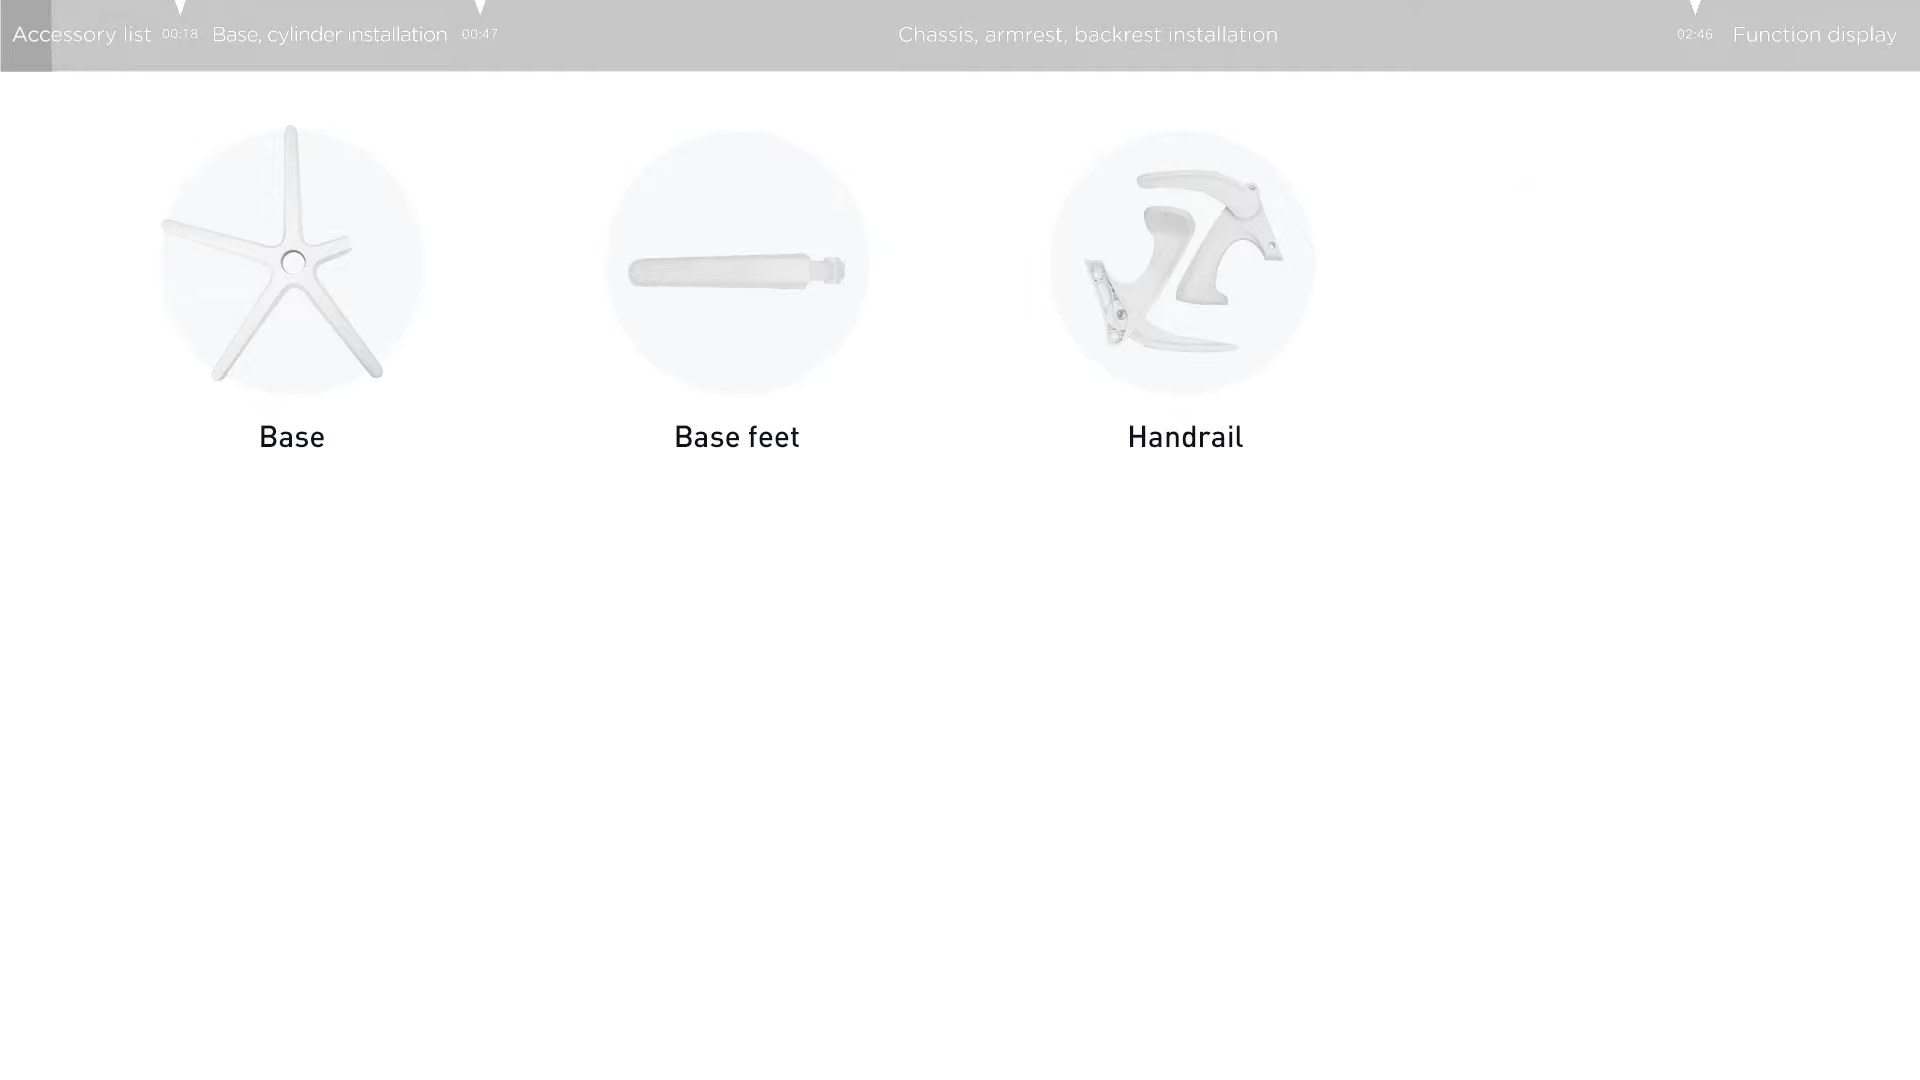 Accessory list 00:18 Base, cylinder installation 00:47 Chassis, armrest, backrest installation 02:46 Function display
Base
Base feet
Handrail